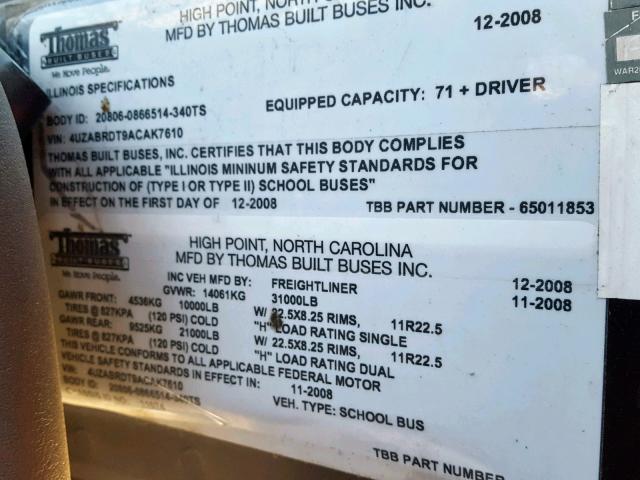 Thomas
BUILT BUSES
We Move People.
HIGH POINT, NORTH
MFD BY THOMAS BUILT BUSES INC.
12-2008
ILLINOIS SPECIFICATIONS
BODY ID: 20806-0866514-340TS
EQUIPPED CAPACITY: 71 + DRIVER
VIN: 4UZABRDT9ACAK7610
THOMAS BUILT BUSES, INC. CERTIFIES THAT THIS BODY COMPLIES
WITH ALL APPLICABLE "ILLINOIS MININUM SAFETY STANDARDS FOR
CONSTRUCTION OF (TYPE I OR TYPE II) SCHOOL BUSES"
IN EFFECT ON THE FIRST DAY OF 12-2008
TBB PART NUMBER - 65011853
Thomas
BUILT BUSES
We Move People.
HIGH POINT, NORTH CAROLINA
MFD BY THOMAS BUILT BUSES INC.
12-2008
INC VEH MFD BY: FREIGHTLINER 11-2008
GVWR: 14061KG 31000LB
GAWR FRONT: 4536KG 10000LB W/ 22.5X8.25 RIMS, 11R22.5
TIRES @ 827KPA (120 PSI) COLD "H" LOAD RATING SINGLE
GAWR REAR: 9525KG 21000LB W/ 22.5X8.25 RIMS, 11R22.5
TIRES @ 827KPA (120 PSI) COLD "H" LOAD RATING DUAL
THIS VEHICLE CONFORMS TO ALL APPLICABLE FEDERAL MOTOR
VEHICLE SAFETY STANDARDS IN EFFECT IN: 11-2008
VIN: 4UZABRDT9ACAK7610
BODY ID: 20806-0866514-340TS
VEH. TYPE: SCHOOL BUS
NO:
TBB PART NUMBER